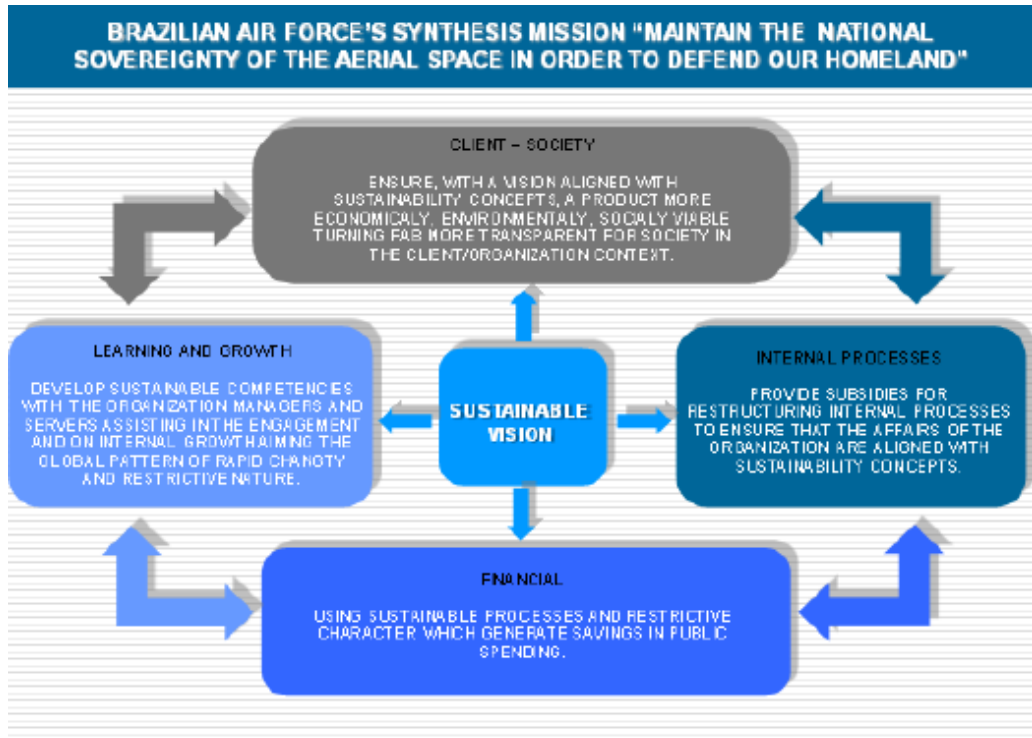 BRAZILIAN AIR FORCE'S SYNTHESIS MISSION "MAINTAIN THE NATIONAL
SOVEREIGNTY OF THE AERIAL SPACE IN ORDER TO DEFEND OUR HOMELAND"
CLIENT – SOCIETY
ENSURE, WITH A VISION ALIGNED WITH
SUSTAINABILITY CONCEPTS, A PRODUCT MORE
ECONOMICALY, ENVIRONMENTALY, SOCIALY VIABLE
TURNING FAB MORE TRANSPARENT FOR SOCIETY IN
THE CLIENT/ORGANIZATION CONTEXT.
LEARNING AND GROWTH
DEVELOP SUSTAINABLE COMPETENCIES
WITH THE ORGANIZATION MANAGERS AND
SERVERS ASSISTING IN THE ENGAGEMENT
AND ON INTERNAL GROWTH AIMING THE
GLOBAL PATTERN OF RAPID CHANGTY
AND RESTRICTIVE NATURE.
SUSTAINABLE
VISION
INTERNAL PROCESSES
PROVIDE SUBSIDIES FOR
RESTRUCTURING INTERNAL PROCESSES
TO ENSURE THAT THE AFFAIRS OF THE
ORGANIZATION ARE ALIGNED WITH
SUSTAINABILITY CONCEPTS.
FINANCIAL
USING SUSTAINABLE PROCESSES AND RESTRICTIVE
CHARACTER WHICH GENERATE SAVINGS IN PUBLIC
SPENDING.